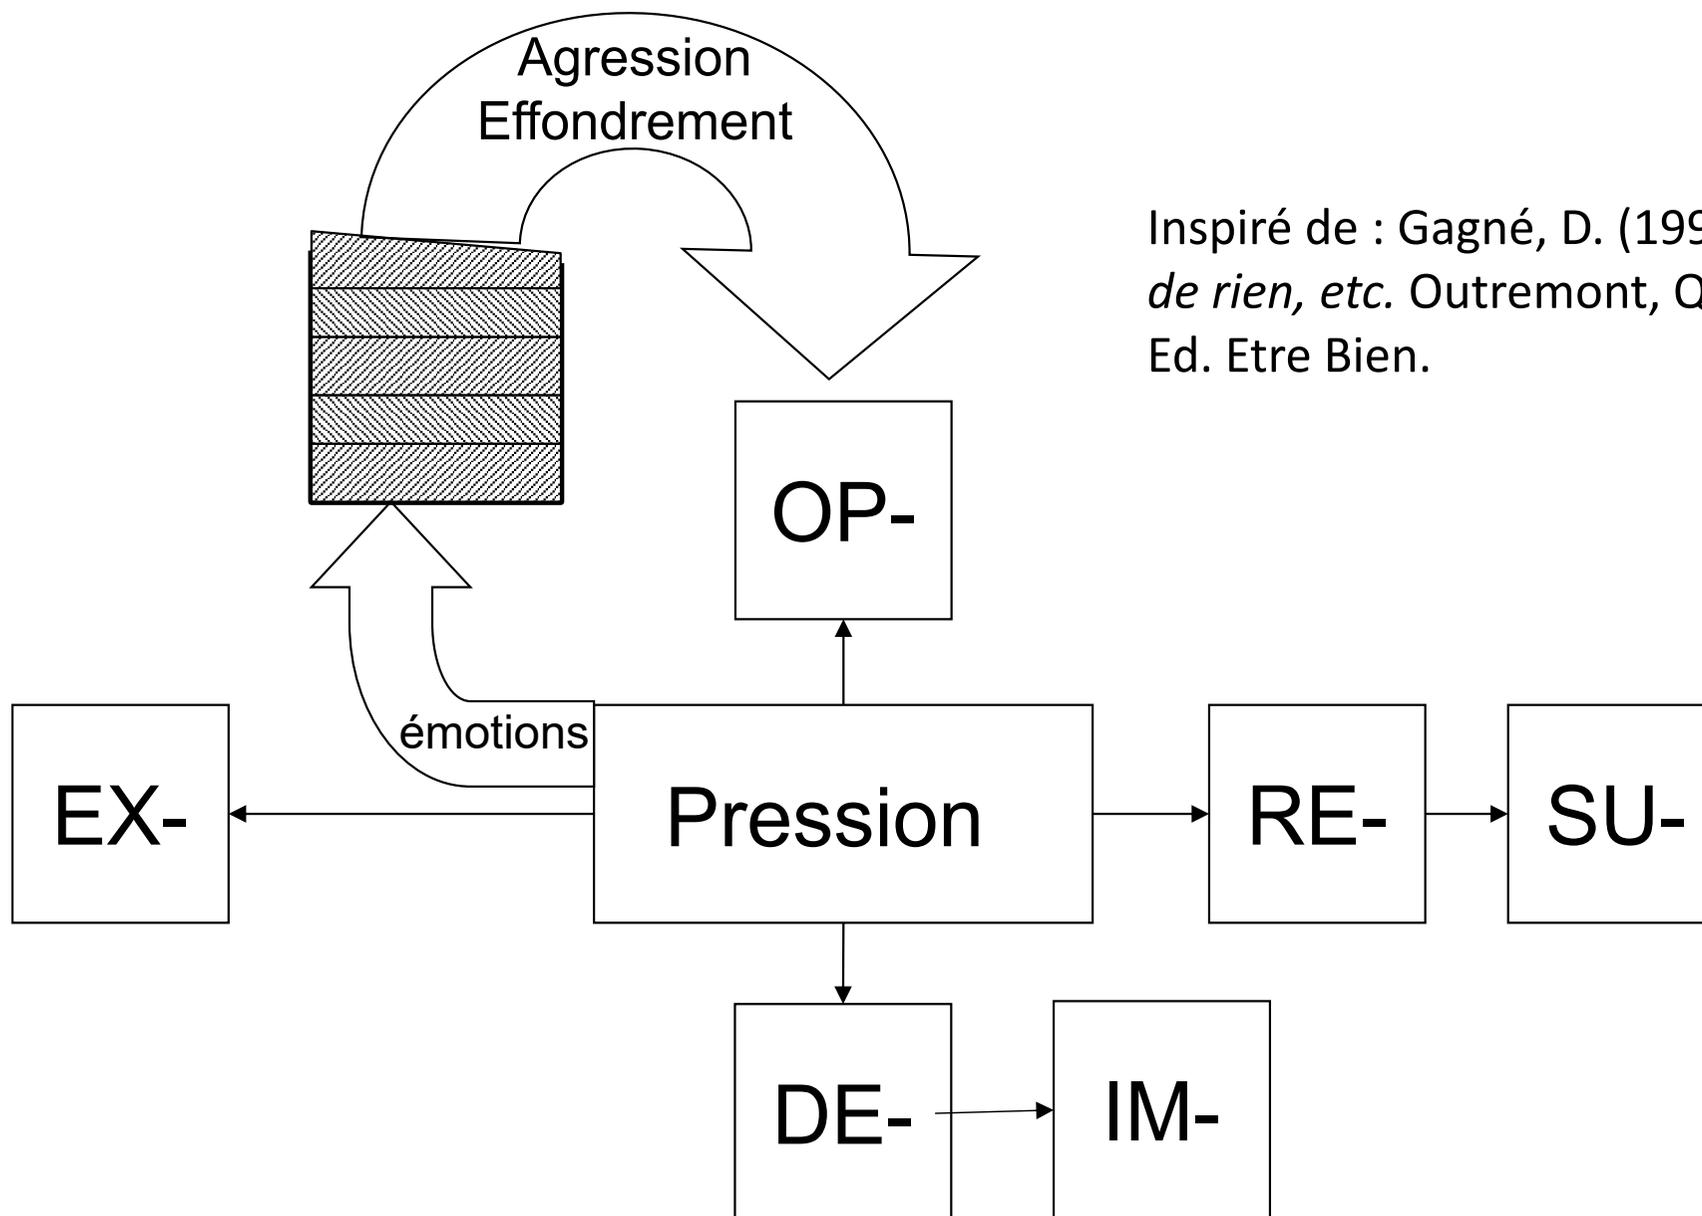 Agression
Effondrement
Inspiré de : Gagné, D. (199
de rien, etc. Outremont, Q
Ed. Etre Bien.
OP-
émotions
EX-
Pression
RE-
SU-
DE-
IM-